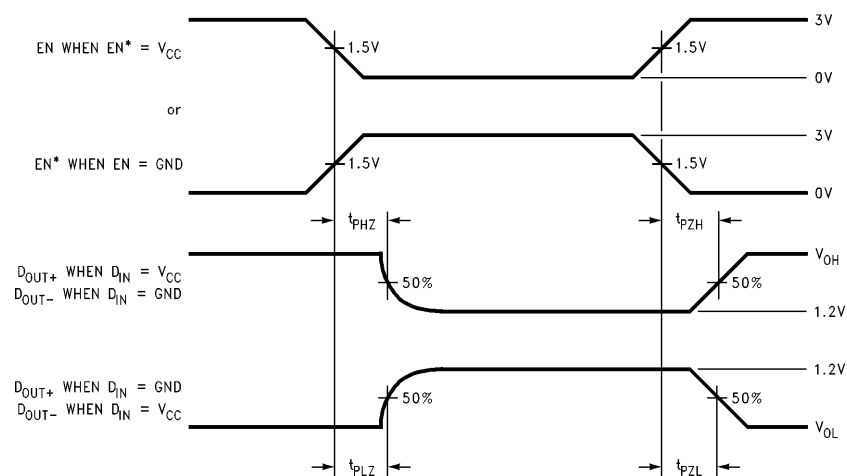 EN WHEN EN* = VCC
1.5V
1.5V
3V
0V
or
EN* WHEN EN = GND
1.5V
1.5V
3V
0V
tPHZ
tPZH
DOUT+ WHEN DIN = VCC
DOUT− WHEN DIN = GND
50%
50%
VOH
1.2V
DOUT+ WHEN DIN = GND
DOUT− WHEN DIN = VCC
50%
50%
1.2V
VOL
tPLZ
tPZL